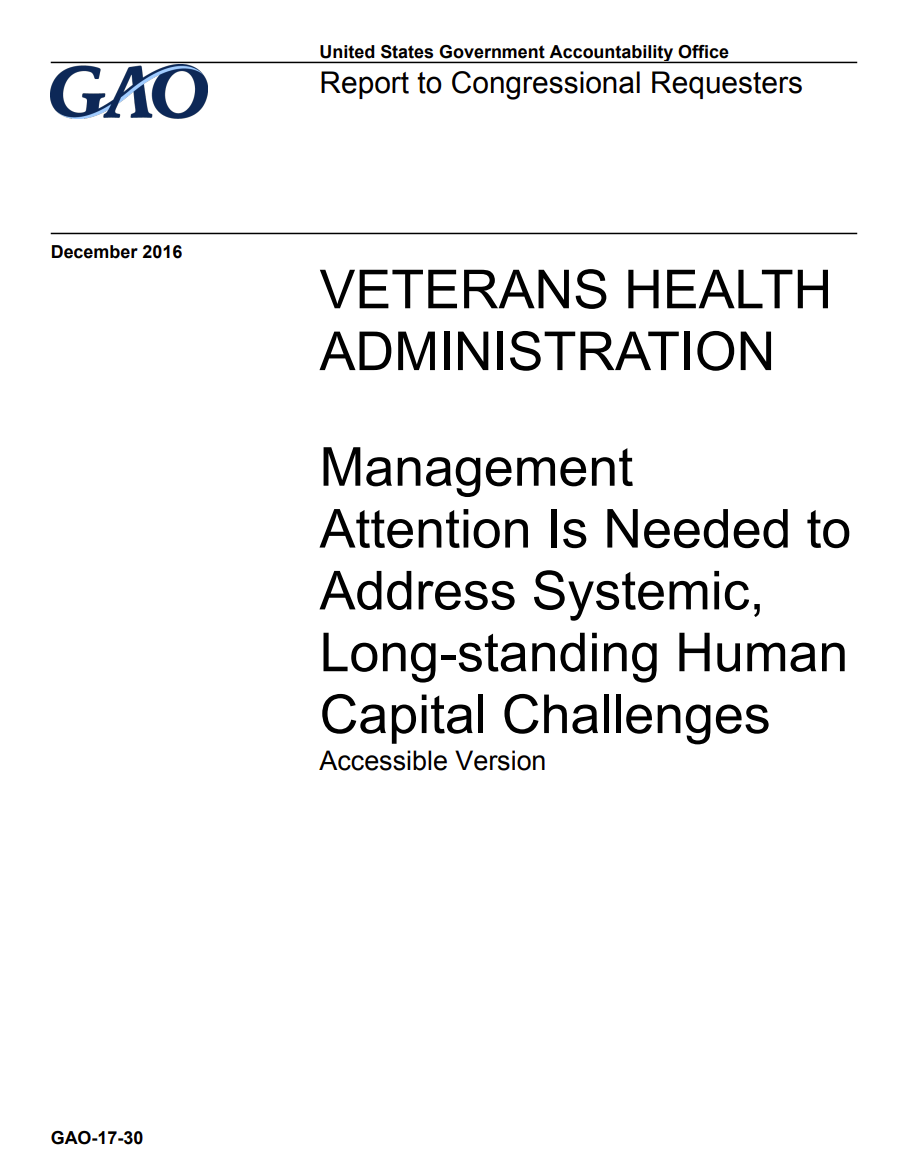 United States Government Accountability Office
GAO
Report to Congressional Requesters
December 2016
VETERANS HEALTH
ADMINISTRATION
Management
Attention Is Needed to
Address Systemic,
Long-standing Human
Capital Challenges
Accessible Version
GAO-17-30